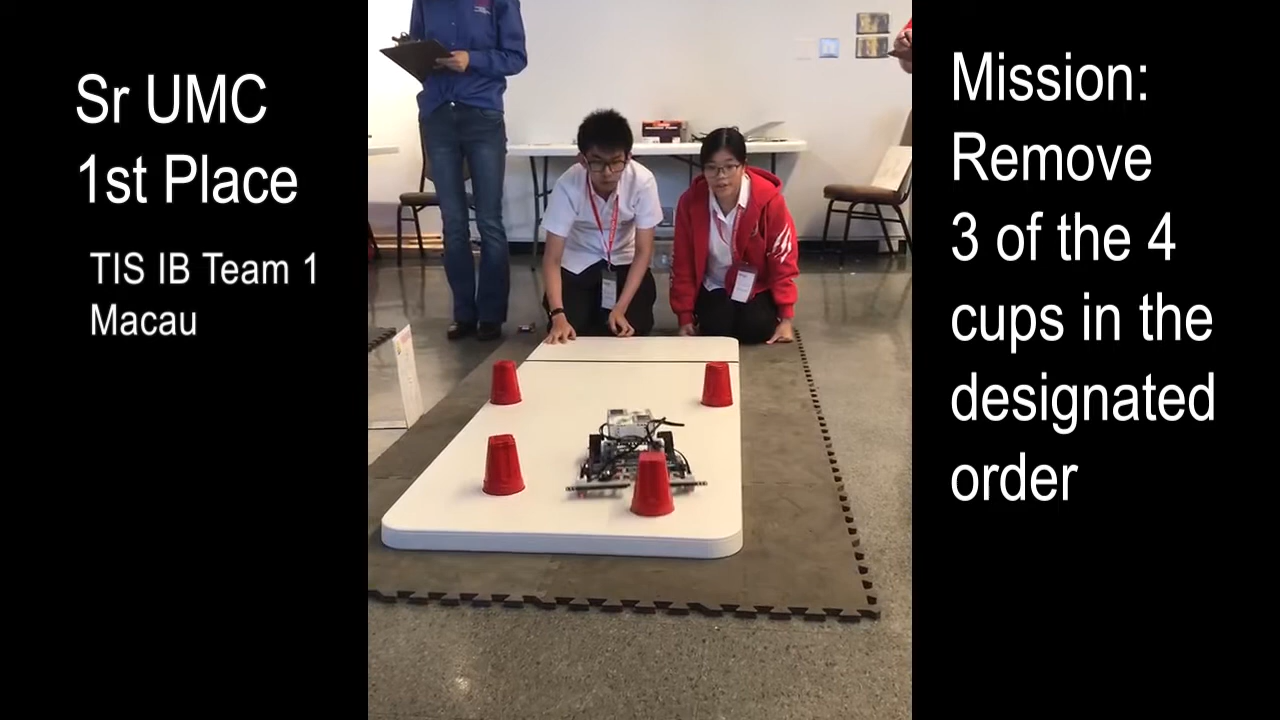 Sr UMC
1st Place
TIS IB Team 1
Macau
Mission:
Remove
3 of the 4
cups in the
designated
order